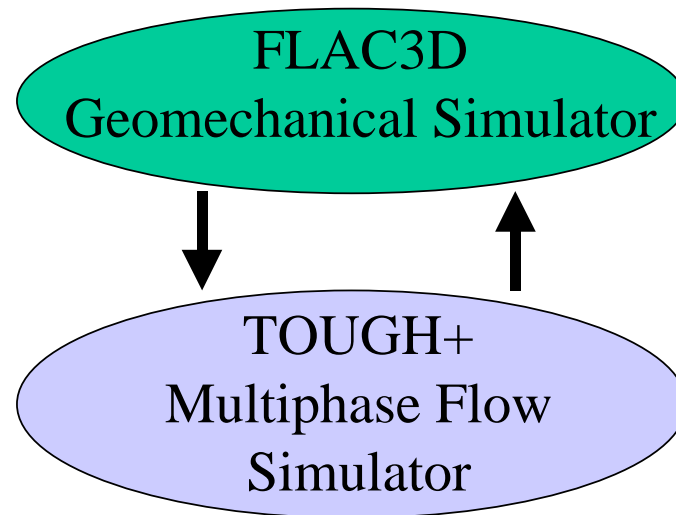 FLAC3D
Geomechanical Simulator
TOUGH+
Multiphase Flow
Simulator